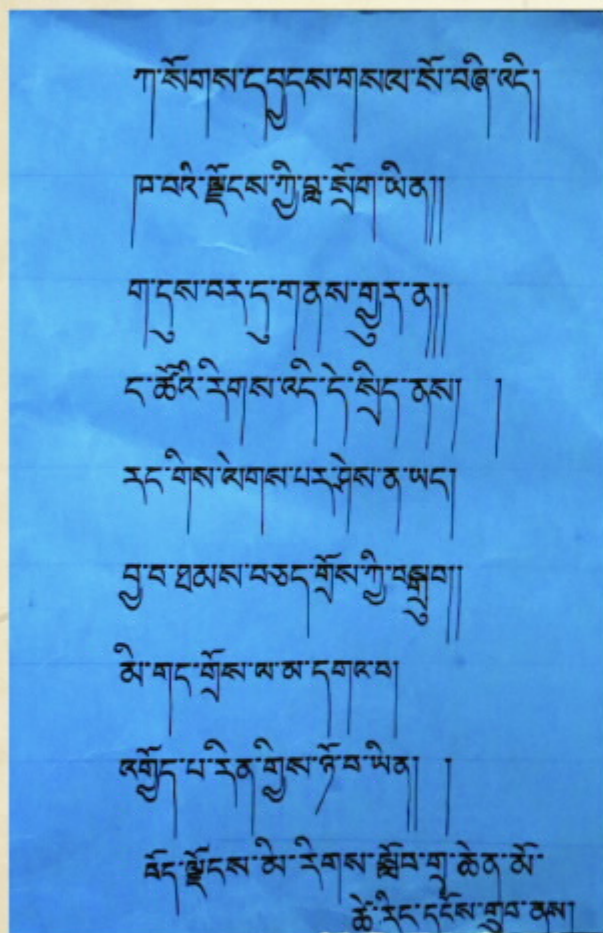 ཀ་སོགས་དབྱངས་གསལ་སོ་བཞི་འདི།
ཁ་བའི་ལྗོངས་ཀྱི་བླ་སྲོག་ཡིན།།
ག་དུས་བར་དུ་གནས་གྱུར་ན།།
ང་ཚོའི་རིགས་འདི་དེ་སྲིད་ནས། །
རང་གིས་ལེགས་པར་ཤེས་ན་ཡང།
བྱ་བ་ཐམས་བཅད་གྲོས་ཀྱི་བསྒྲུབ།།
མི་གང་གྲོས་ལ་མ་དགའ་བ།
འགྱོད་པ་རིན་གྱིས་ཉོ་བ་ཡིན། །
བོད་ལྗོངས་མི་རིགས་སློབ་གྲྭ་ཆེན་མོ་
ཚེ་རིང་དངོས་གྲུབ་ནས།